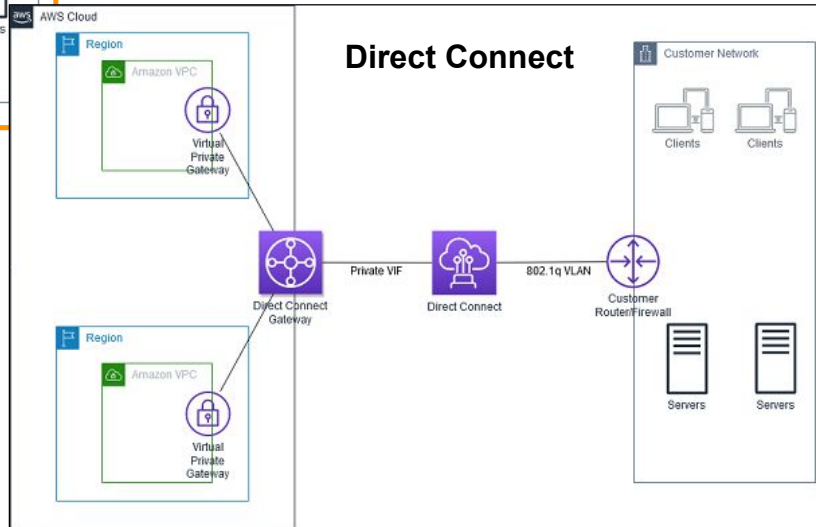 s
aws
AWS Cloud
Region
Amazon VPC
Virtual
Private
Gateway
Direct Connect
Customer Network
Clients
Clients
Direct Connect
Gateway
Private VIF
Direct Connect
802.1q VLAN
Customer
Router/Firewall
Region
Amazon VPC
Virtual
Private
Gateway
Servers
Servers